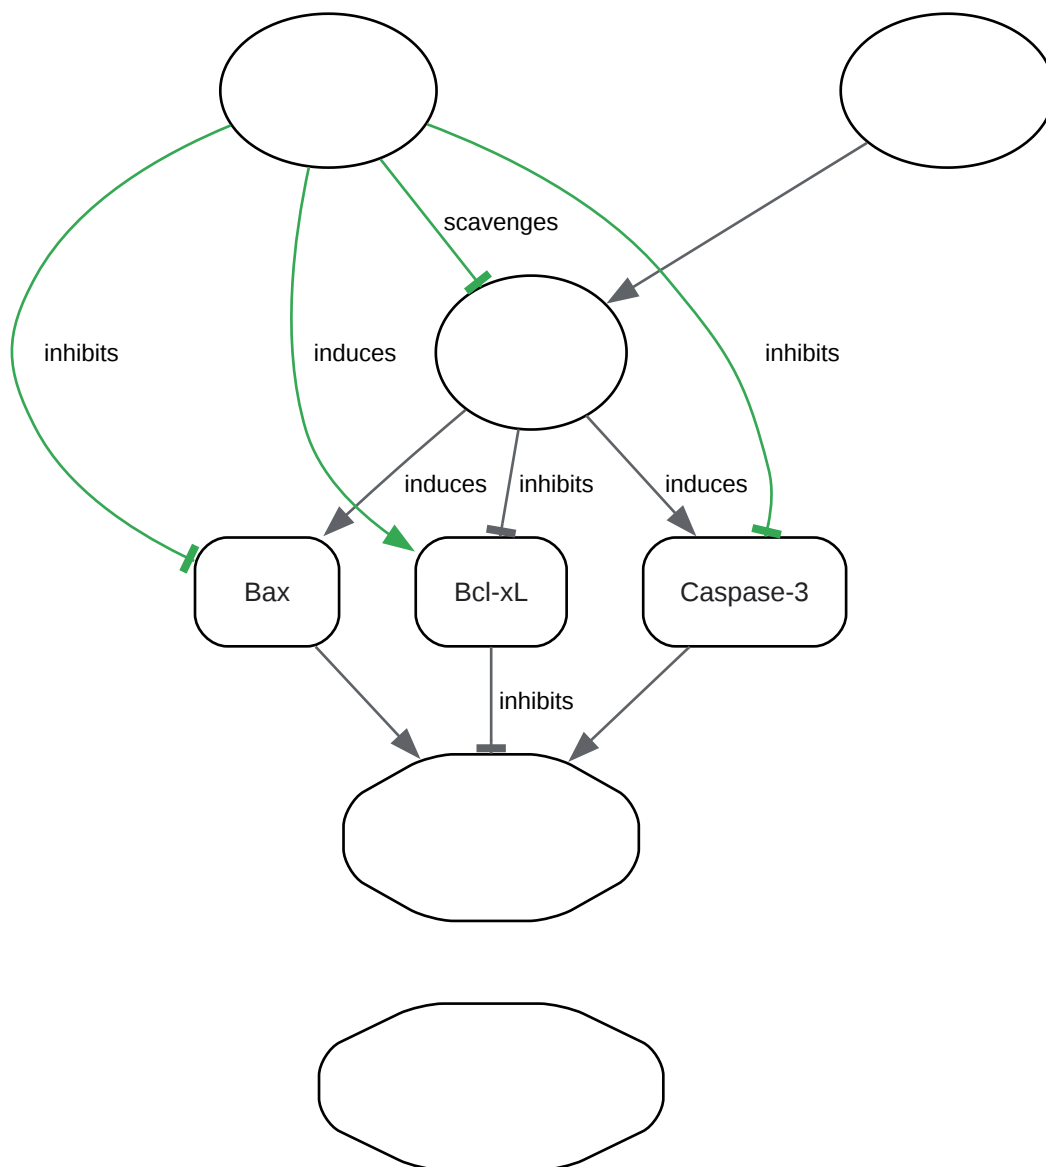 scavenges
inhibits
induces
inhibits
induces
inhibits
induces
Bax
Bcl-xL
Caspase-3
inhibits